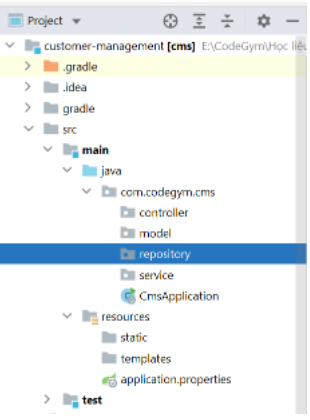 Project
customer-management [cms] E:\CodeGym\Học liệu
.gradle
.idea
gradle
src
main
java
com.codegym.cms
controller
model
repository
service
CmsApplication
resources
static
templates
application.properties
test